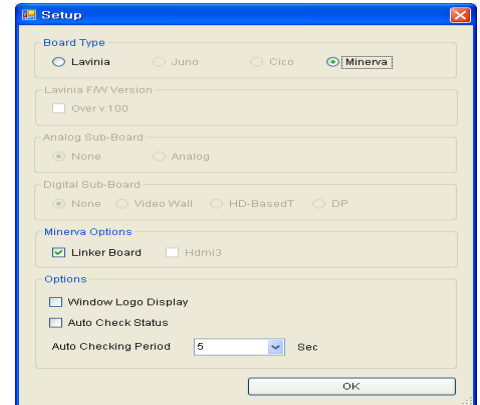 Setup
Board Type
Lavinia Juno Cico Minerva
Lavinia F/W Version
Over v.100
Analog Sub-Board
None Analog
Digital Sub-Board
None Video Wall HD-BasedT DP
Minerva Options
Linker Board Hdmi3
Options
Window Logo Display
Auto Check Status
Auto Checking Period 5 Sec
OK